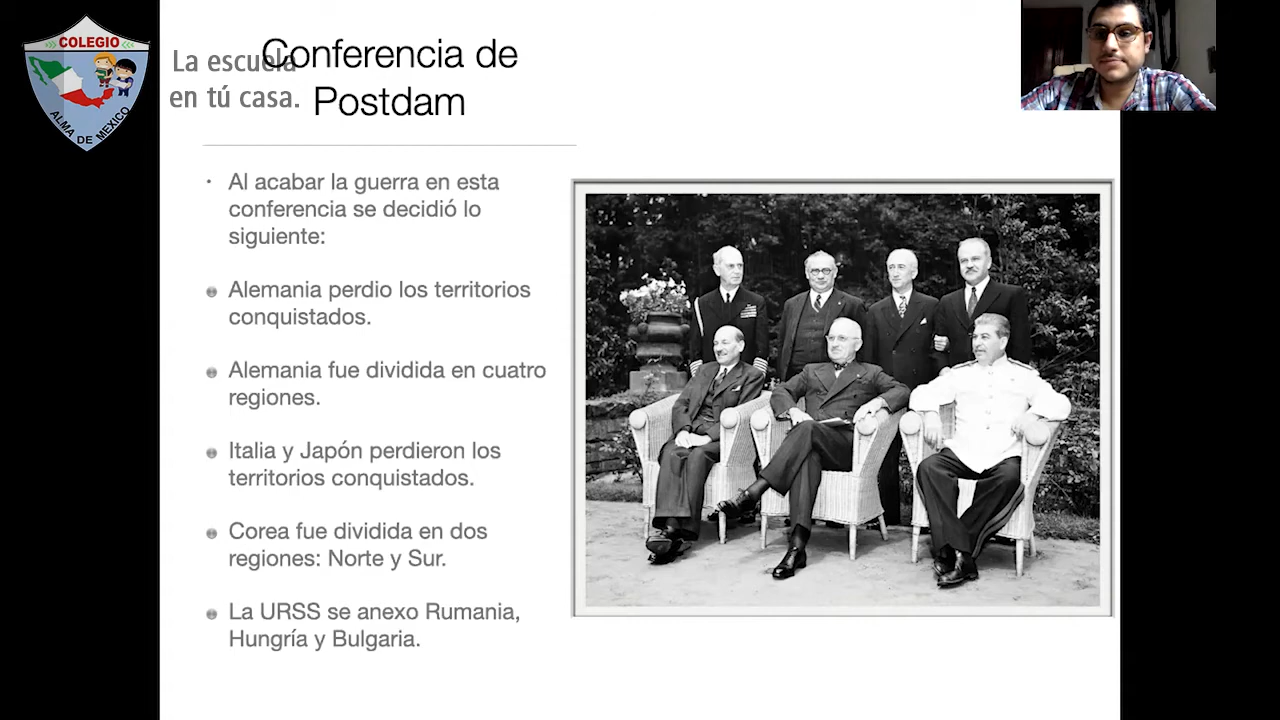 COLEGIO
ALMA DE MEXICO
La escuela
en tú casa.
Conferencia de
Postdam
Al acabar la guerra en esta
conferencia se decidió lo
siguiente:
Alemania perdio los territorios
conquistados.
Alemania fue dividida en cuatro
regiones.
Italia y Japón perdieron los
territorios conquistados.
Corea fue dividida en dos
regiones: Norte y Sur.
La URSS se anexo Rumania,
Hungría y Bulgaria.